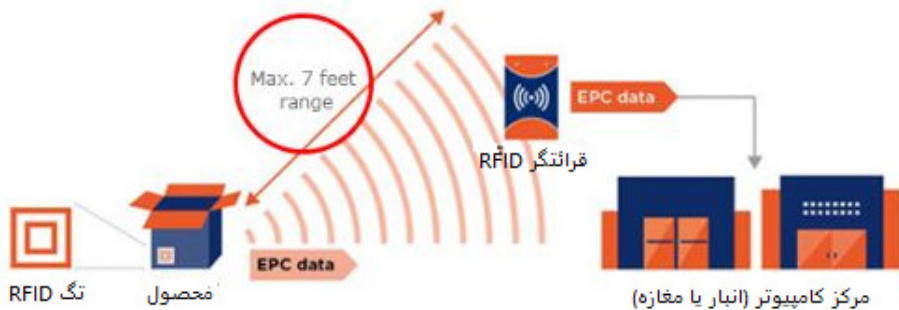 Max. 7 feet
range
EPC data
قرائتگر RFID
EPC data
تگ RFID
محصول
مرکز کامپیوتر (انبار یا مغازه)